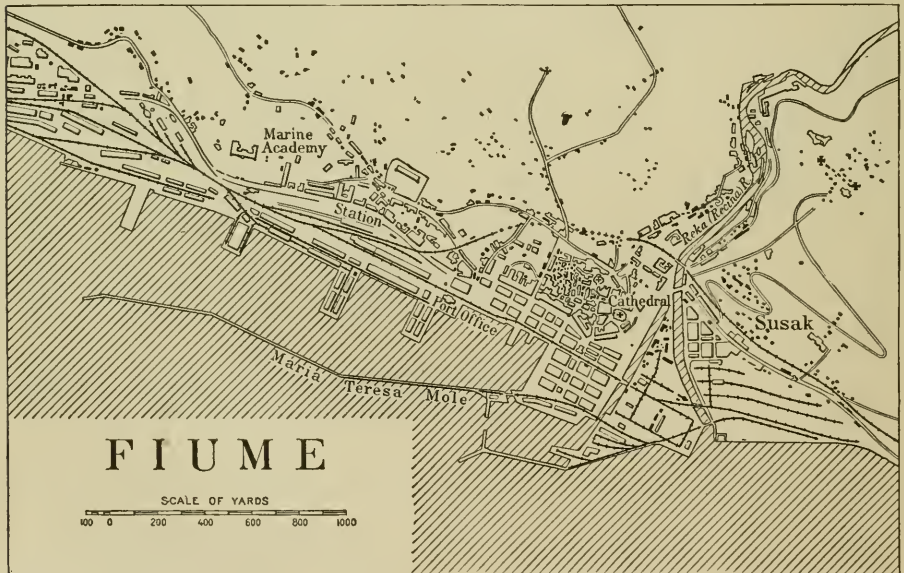 Marine
Academy
Station
Reka (Recina) R.
Cathedral
Port Office
Susak
Maria Teresa Mole
FIUME
SCALE OF YARDS
100 0 200 400 600 800 1000